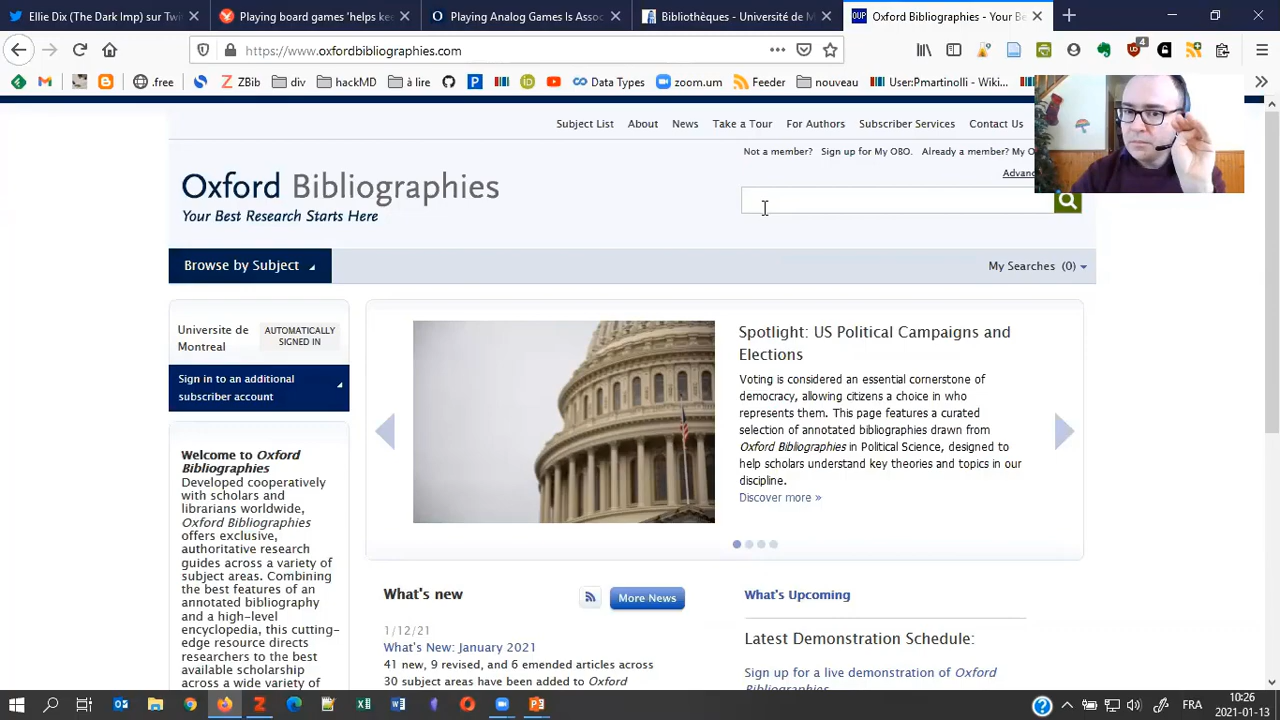 Ellie Dix (The Dark Imp) sur Twi
Playing board games 'helps kee
Playing Analog Games Is Assoc
Bibliothèques - Université de M
OUP Oxford Bibliographies - Your Be
https://www.oxfordbibliographies.com
4
.free
ZBib
div
hackMD
à lire
Data Types
zoom.um
Feeder
nouveau
User:Pmartinolli - Wiki...
Subject List
About
News
Take a Tour
For Authors
Subscriber Services
Contact Us
Not a member?
Sign up for My OBO.
Already a member? My O
Advanc
Oxford Bibliographies
Your Best Research Starts Here
Browse by Subject
My Searches (0)
Universite de
Montreal
AUTOMATICALLY
SIGNED IN
Sign in to an additional
subscriber account
Welcome to Oxford
Bibliographies
Developed cooperatively
with scholars and
librarians worldwide,
Oxford Bibliographies
offers exclusive,
authoritative research
guides across a variety of
subject areas. Combining
the best features of an
annotated bibliography
and a high-level
encyclopedia, this cutting-
edge resource directs
researchers to the best
available scholarship
across a wide variety of
Spotlight: US Political Campaigns and
Elections
Voting is considered an essential cornerstone of
democracy, allowing citizens a choice in who
represents them. This page features a curated
selection of annotated bibliographies drawn from
Oxford Bibliographies in Political Science, designed to
help scholars understand key theories and topics in our
discipline.
Discover more »
What's new
More News
1/12/21
What's New: January 2021
41 new, 9 revised, and 6 emended articles across
30 subject areas have been added to Oxford
What's Upcoming
Latest Demonstration Schedule:
Sign up for a live demonstration of Oxford
Bibliographies
FRA
10:26
2021-01-13